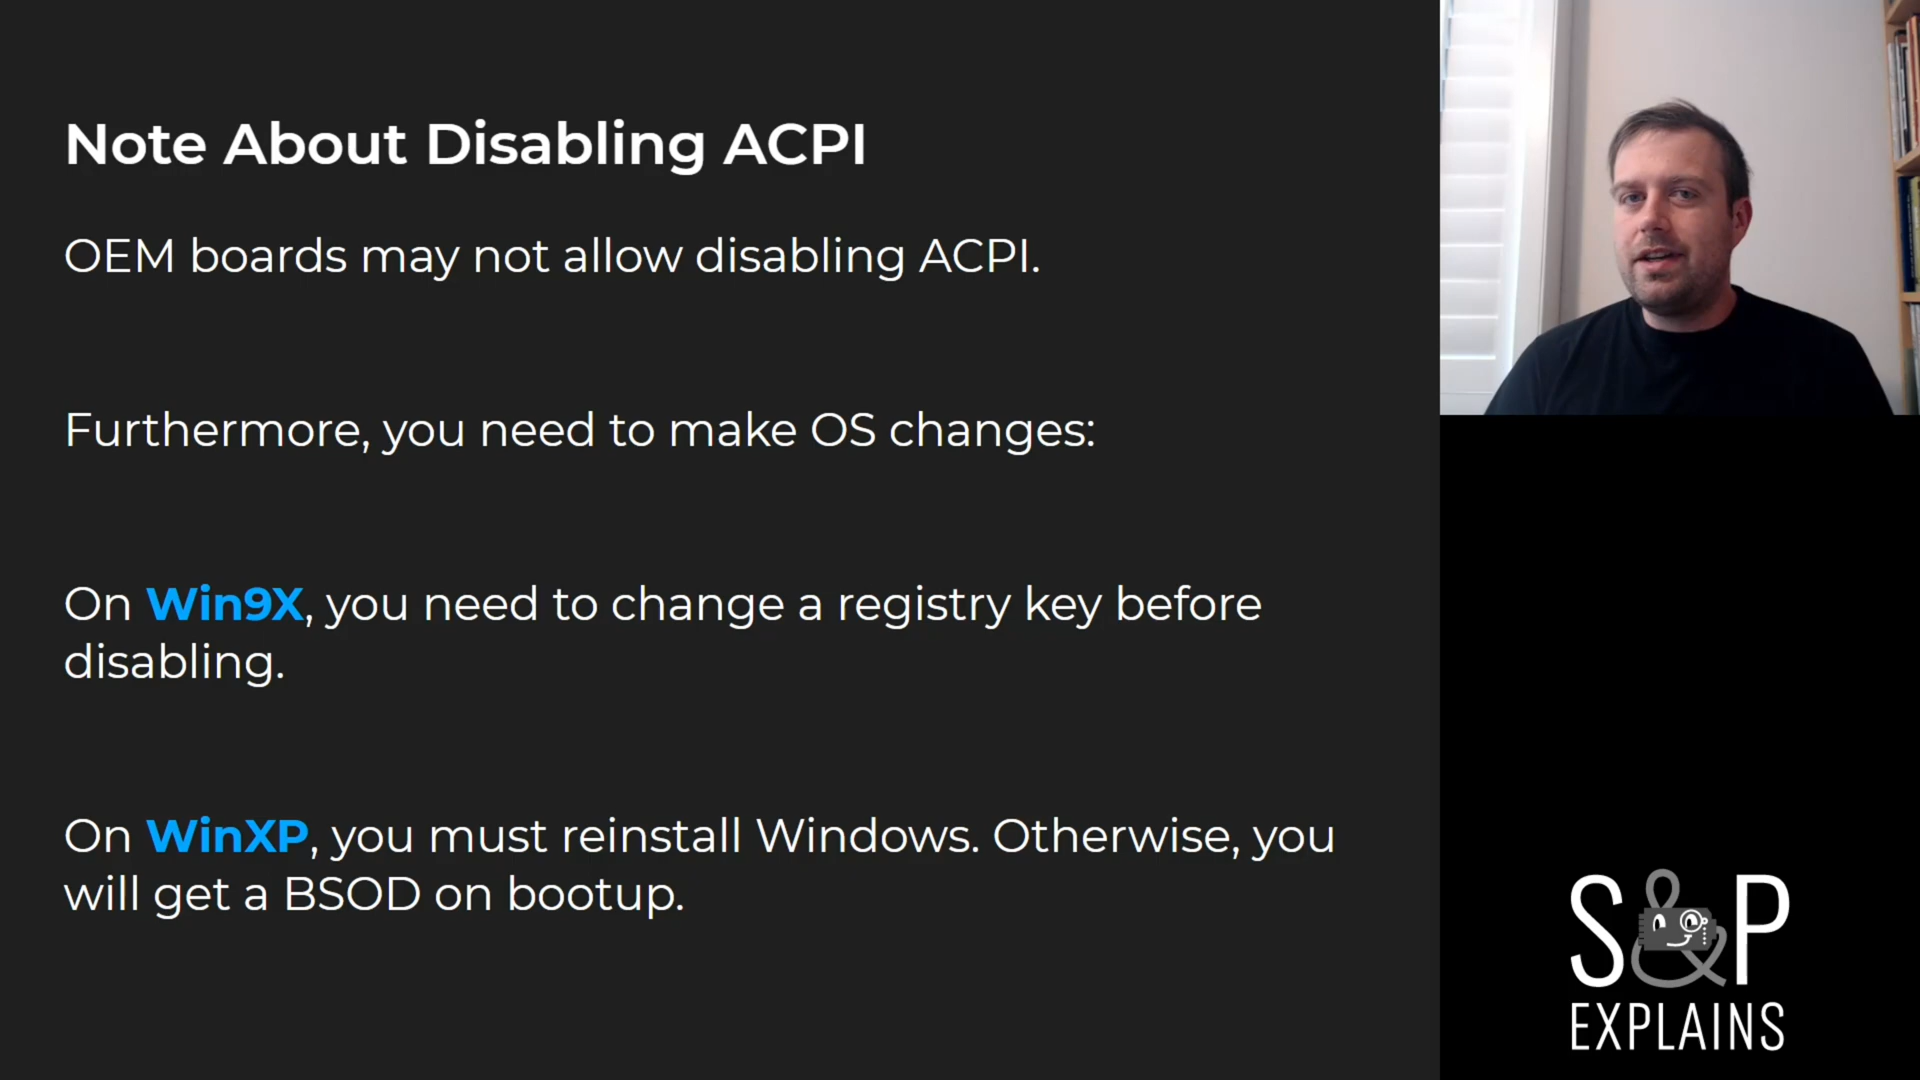 Note About Disabling ACPI
OEM boards may not allow disabling ACPI.
Furthermore, you need to make OS changes:
On Win9X, you need to change a registry key before
disabling.
On WinXP, you must reinstall Windows. Otherwise, you
will get a BSOD on bootup.
S&P
EXPLAINS